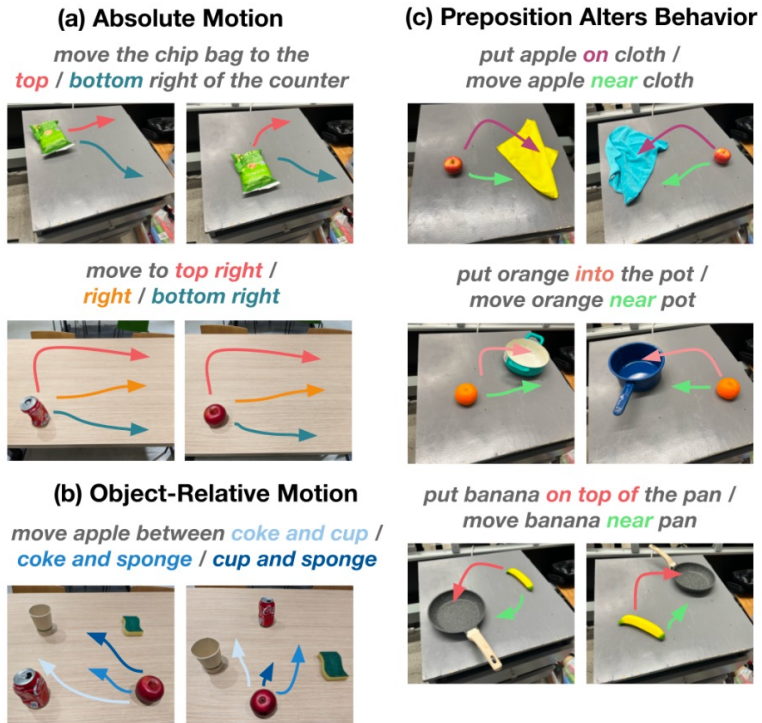 (a) Absolute Motion
move the chip bag to the
top / bottom right of the counter
move to top right /
right / bottom right
(b) Object-Relative Motion
move apple between coke and cup /
coke and sponge / cup and sponge
(c) Preposition Alters Behavior
put apple on cloth /
move apple near cloth
put orange into the pot /
move orange near pot
put banana on top of the pan /
move banana near pan